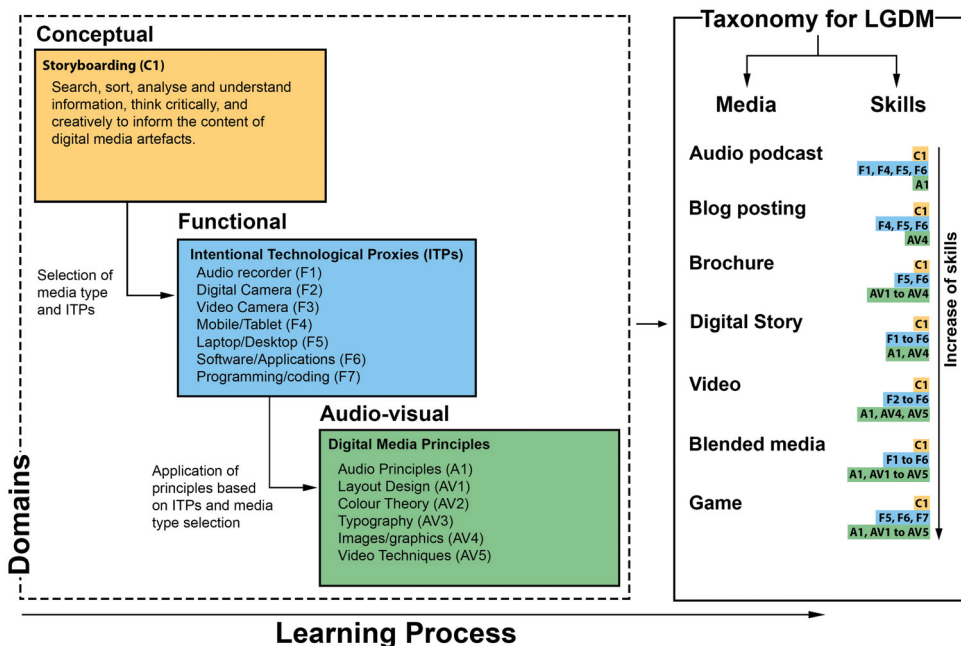 Conceptual
Storyboarding (C1)
Search, sort, analyse and understand
information, think critically, and
creatively to inform the content of
digital media artefacts.
Selection of
media type
and ITPs
Functional
Intentional Technological Proxies (ITPs)
Audio recorder (F1)
Digital Camera (F2)
Video Camera (F3)
Mobile/Tablet (F4)
Laptop/Desktop (F5)
Software/Applications (F6)
Programming/coding (F7)
Application of
principles based
on ITPs and media
type selection
Audio-visual
Digital Media Principles
Audio Principles (A1)
Layout Design (AV1)
Colour Theory (AV2)
Typography (AV3)
Images/graphics (AV4)
Video Techniques (AV5)
Domains
Learning Process
Taxonomy for LGDM
Media
Skills
Audio podcast
C1
F1, F4, F5, F6
A1
Blog posting
C1
F4, F5, F6
AV4
Brochure
C1
F5, F6
AV1 to AV4
Digital Story
C1
F1 to F6
A1, AV4
Video
C1
F2 to F6
A1, AV4, AV5
Blended media
C1
F1 to F6
A1, AV1 to AV5
Game
C1
F5, F6, F7
A1, AV1 to AV5
Increase of skills